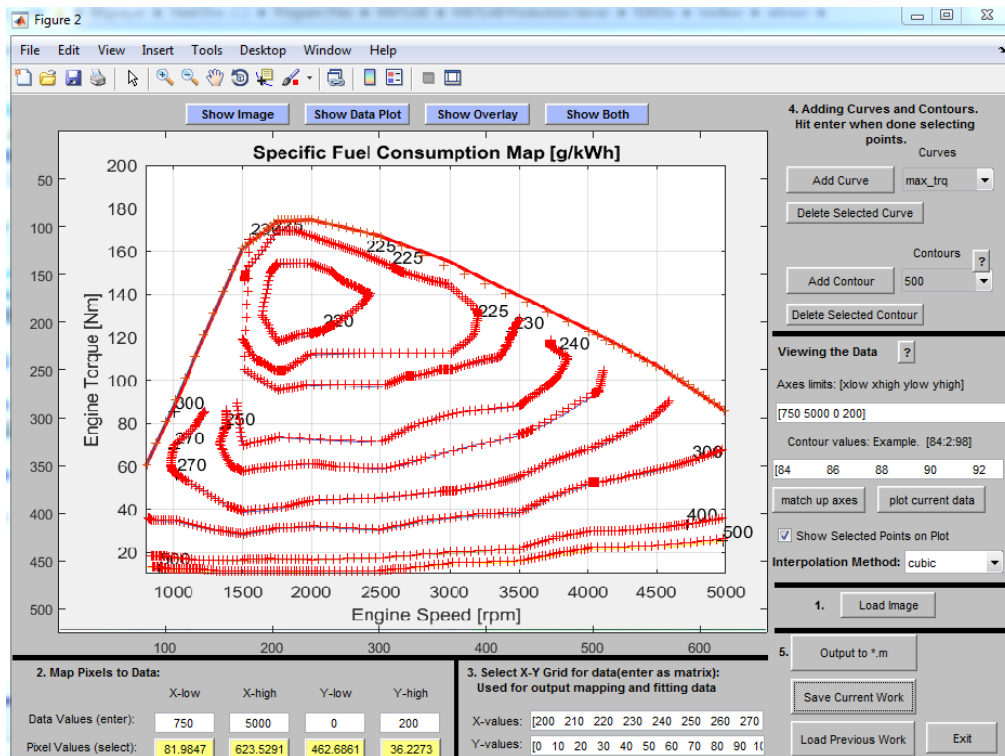 Figure 2
File Edit View Insert Tools Desktop Window Help
Show Image Show Data Plot Show Overlay Show Both
Specific Fuel Consumption Map [g/kWh]
Engine Torque [Nm]
200
180
160
140
120
100
80
60
40
20
50
100
150
200
250
300
350
400
450
500
225
225
225
220
230
240
250
300
270
270
300
400
500
1000 1500 2000 2500 3000 3500 4000 4500 5000
Engine Speed [rpm]
100 200 300 400 500 600
4. Adding Curves and Contours.
Hit enter when done selecting
points.
Curves
Add Curve max_trq
Delete Selected Curve
Contours ?
Add Contour 500
Delete Selected Contour
Viewing the Data ?
Axes limits: [xlow xhigh ylow yhigh]
[750 5000 0 200]
Contour values: Example. [84:2:98]
[84 86 88 90 92
match up axes plot current data
Show Selected Points on Plot
Interpolation Method: cubic
1. Load Image
5. Output to *.m
Save Current Work
Load Previous Work Exit
2. Map Pixels to Data:
X-low X-high Y-low Y-high
Data Values (enter): 750 5000 0 200
Pixel Values (select): 81.9847 623.5291 462.6861 36.2273
3. Select X-Y Grid for data(enter as matrix):
Used for output mapping and fitting data
X-values: [200 210 220 230 240 250 260 270
Y-values: [0 10 20 30 40 50 60 70 80 90 10